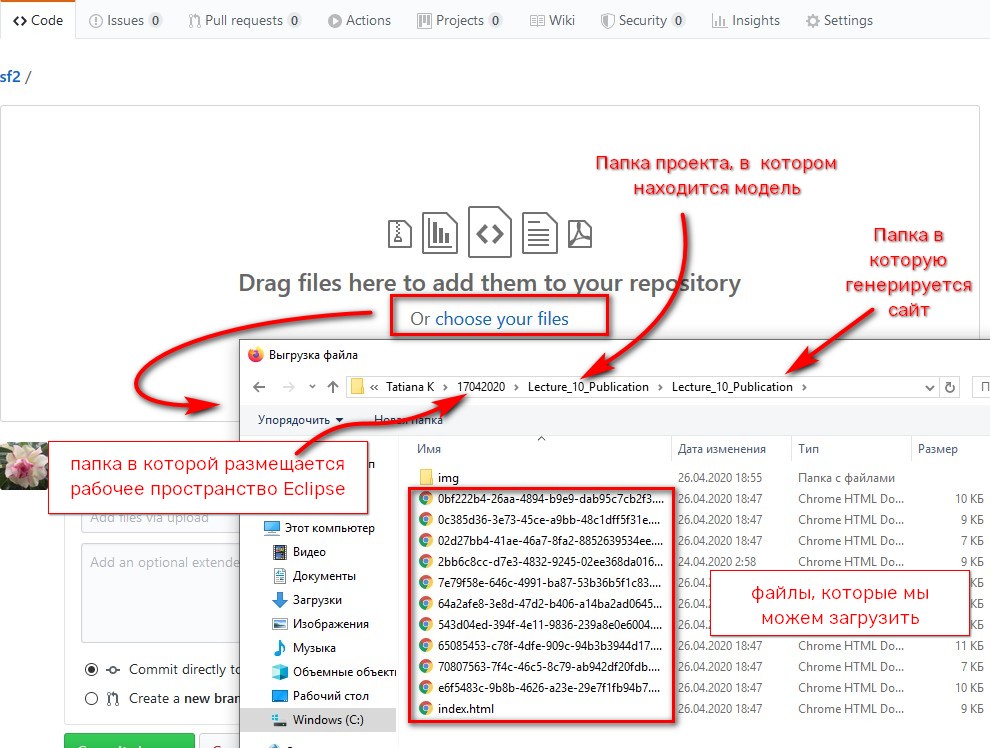 Code Issues 0 Pull requests 0 Actions Projects 0 Wiki Security 0 Insights Settings
sf2 /
Папка проекта, в котором
находится модель
Папка в
которую
генерируется
сайт
Drag files here to add them to your repository
Or choose your files
Выгрузка файла
« Tatiana K > 17042020 > Lecture_10_Publication > Lecture_10_Publication >
Упорядочить Новая папка
папка в которой размещается
рабочее пространство Eclipse
Имя Дата изменения Тип Размер
img 26.04.2020 18:55 Папка с файлами
0bf222b4-26aa-4894-b9e9-dab95c7cb2f3.... 26.04.2020 18:47 Chrome HTML Do... 10 КБ
0c385d36-3e73-45ce-a9bb-48c1dff5f31e.... 26.04.2020 18:47 Chrome HTML Do... 9 КБ
02d27bb4-41ae-46a7-8fa2-8852639534ee.... 26.04.2020 18:47 Chrome HTML Do... 7 КБ
2bb6c8cc-d7e3-4832-9245-02ee368da016.... 24.04.2020 2:58 Chrome HTML Do... 9 КБ
7e79f58e-646c-4991-ba87-53b36b5f1c83.... 26.04.2020 18:47 Chrome HTML Do... 9 КБ
64a2afe8-3e8d-47d2-b406-a14ba2ad0645... 26.04.2 КБ
543d04ed-394f-4e11-9836-239a8e0e6004.... 26.04.2 КБ
65085453-c78f-4dfe-909c-94b3b3944d17.... 26.04.2020 18:47 Chrome HTML Do... 11 КБ
70807563-7f4c-46c5-8c79-ab942df20fdb.... 26.04.2020 18:47 Chrome HTML Do... 7 КБ
e6f5483c-9b8b-4626-a23e-29e7f1fb94b7.... 26.04.2020 18:47 Chrome HTML Do... 10 КБ
index.html 26.04.2020 18:47 Chrome HTML Do... 9 КБ
файлы, которые мы
можем загрузить
Add files via upload
Add an optional extende
Commit directly to
Create a new bran
Этот компьютер
Видео
Документы
Загрузки
Изображения
Музыка
Объемные объекты
Рабочий стол
Windows (C:)